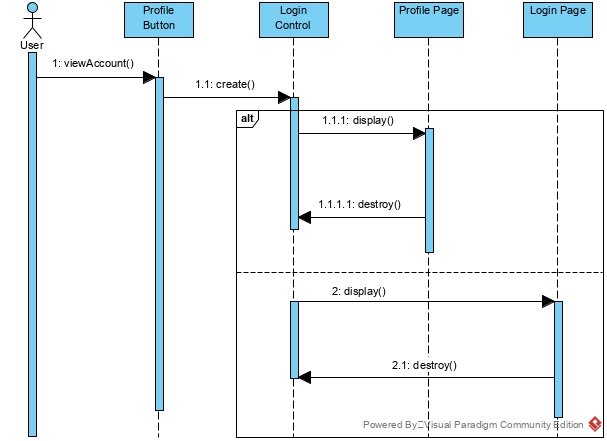 User
Profile
Button
Login
Control
Profile Page
Login Page
1: viewAccount()
1.1: create()
alt
1.1.1: display()
1.1.1.1: destroy()
2: display()
2.1: destroy()
Powered By Visual Paradigm Community Edition